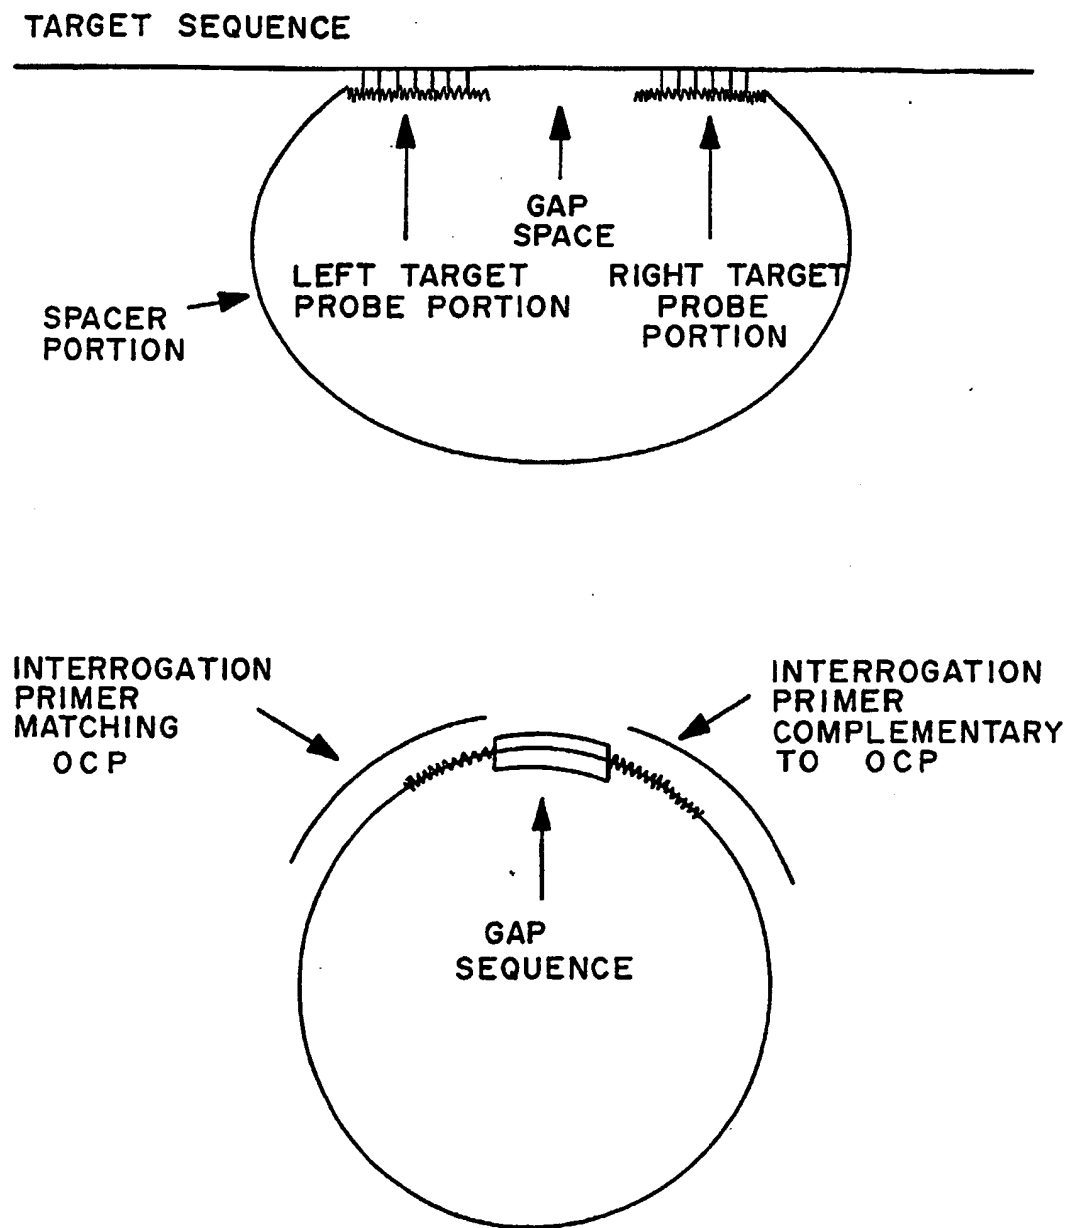 TARGET SEQUENCE
GAP
SPACE
LEFT TARGET
PROBE PORTION
RIGHT TARGET
PROBE
PORTION
SPACER
PORTION
INTERROGATION
PRIMER
MATCHING
OCP
INTERROGATION
PRIMER
COMPLEMENTARY
TO OCP
GAP
SEQUENCE